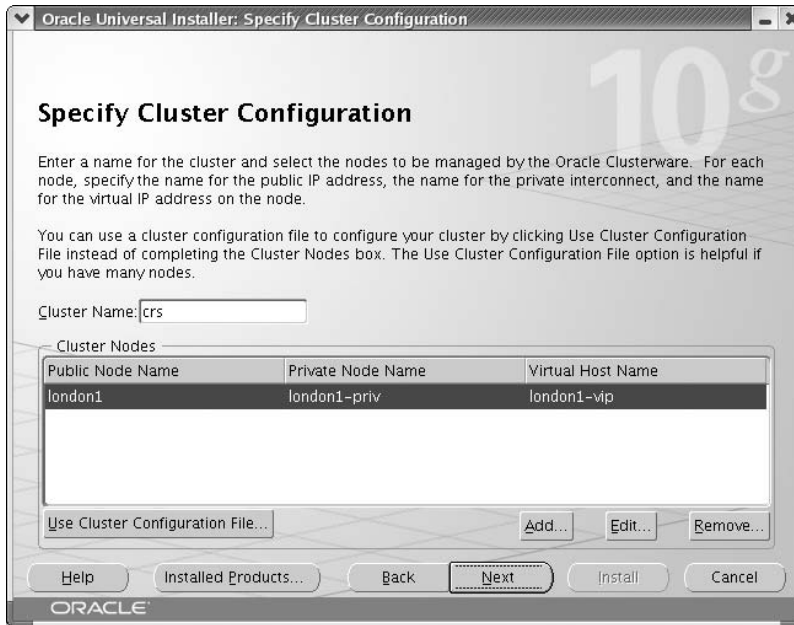 Oracle Universal Installer: Specify Cluster Configuration
10g
Specify Cluster Configuration
Enter a name for the cluster and select the nodes to be managed by the Oracle Clusterware. For each
node, specify the name for the public IP address, the name for the private interconnect, and the name
for the virtual IP address on the node.
You can use a cluster configuration file to configure your cluster by clicking Use Cluster Configuration
File instead of completing the Cluster Nodes box. The Use Cluster Configuration File option is helpful if
you have many nodes.
Cluster Name: crs
Cluster Nodes
Public Node Name Private Node Name Virtual Host Name
london1 london1-priv london1-vip
Use Cluster Configuration File... Add... Edit... Remove...
Help Installed Products... Back Next Install Cancel
ORACLE